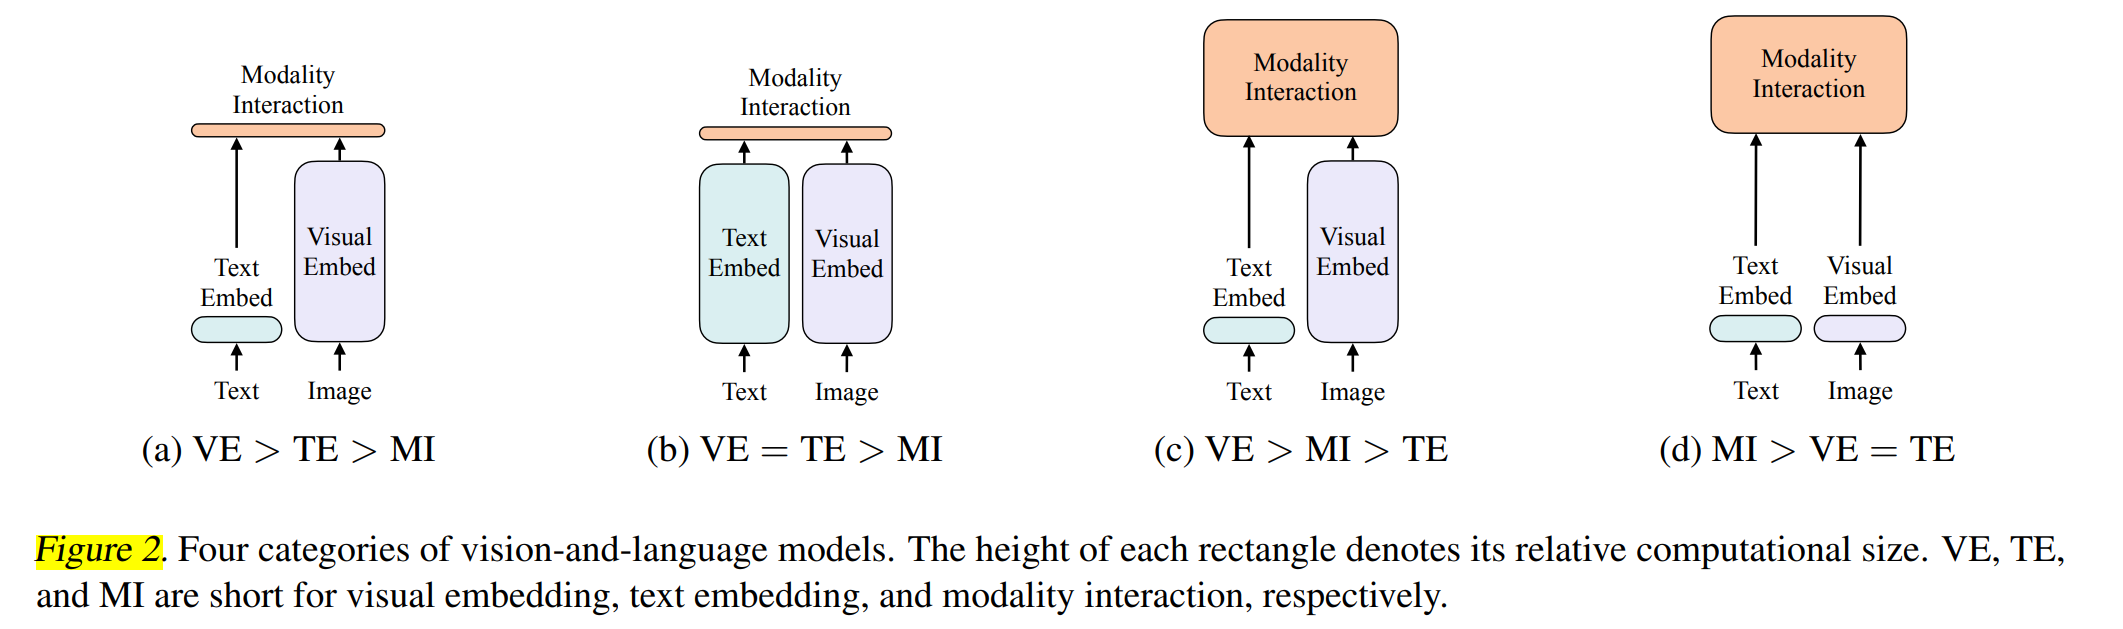 Modality
Interaction
Text
Embed
Visual
Embed
Text
Image
(a) VE > TE > MI
Modality
Interaction
Text
Embed
Visual
Embed
Text
Image
(b) VE = TE > MI
Modality
Interaction
Text
Embed
Visual
Embed
Text
Image
(c) VE > MI > TE
Modality
Interaction
Text
Embed
Visual
Embed
Text
Image
(d) MI > VE = TE
Figure 2. Four categories of vision-and-language models. The height of each rectangle denotes its relative computational size. VE, TE,
and MI are short for visual embedding, text embedding, and modality interaction, respectively.